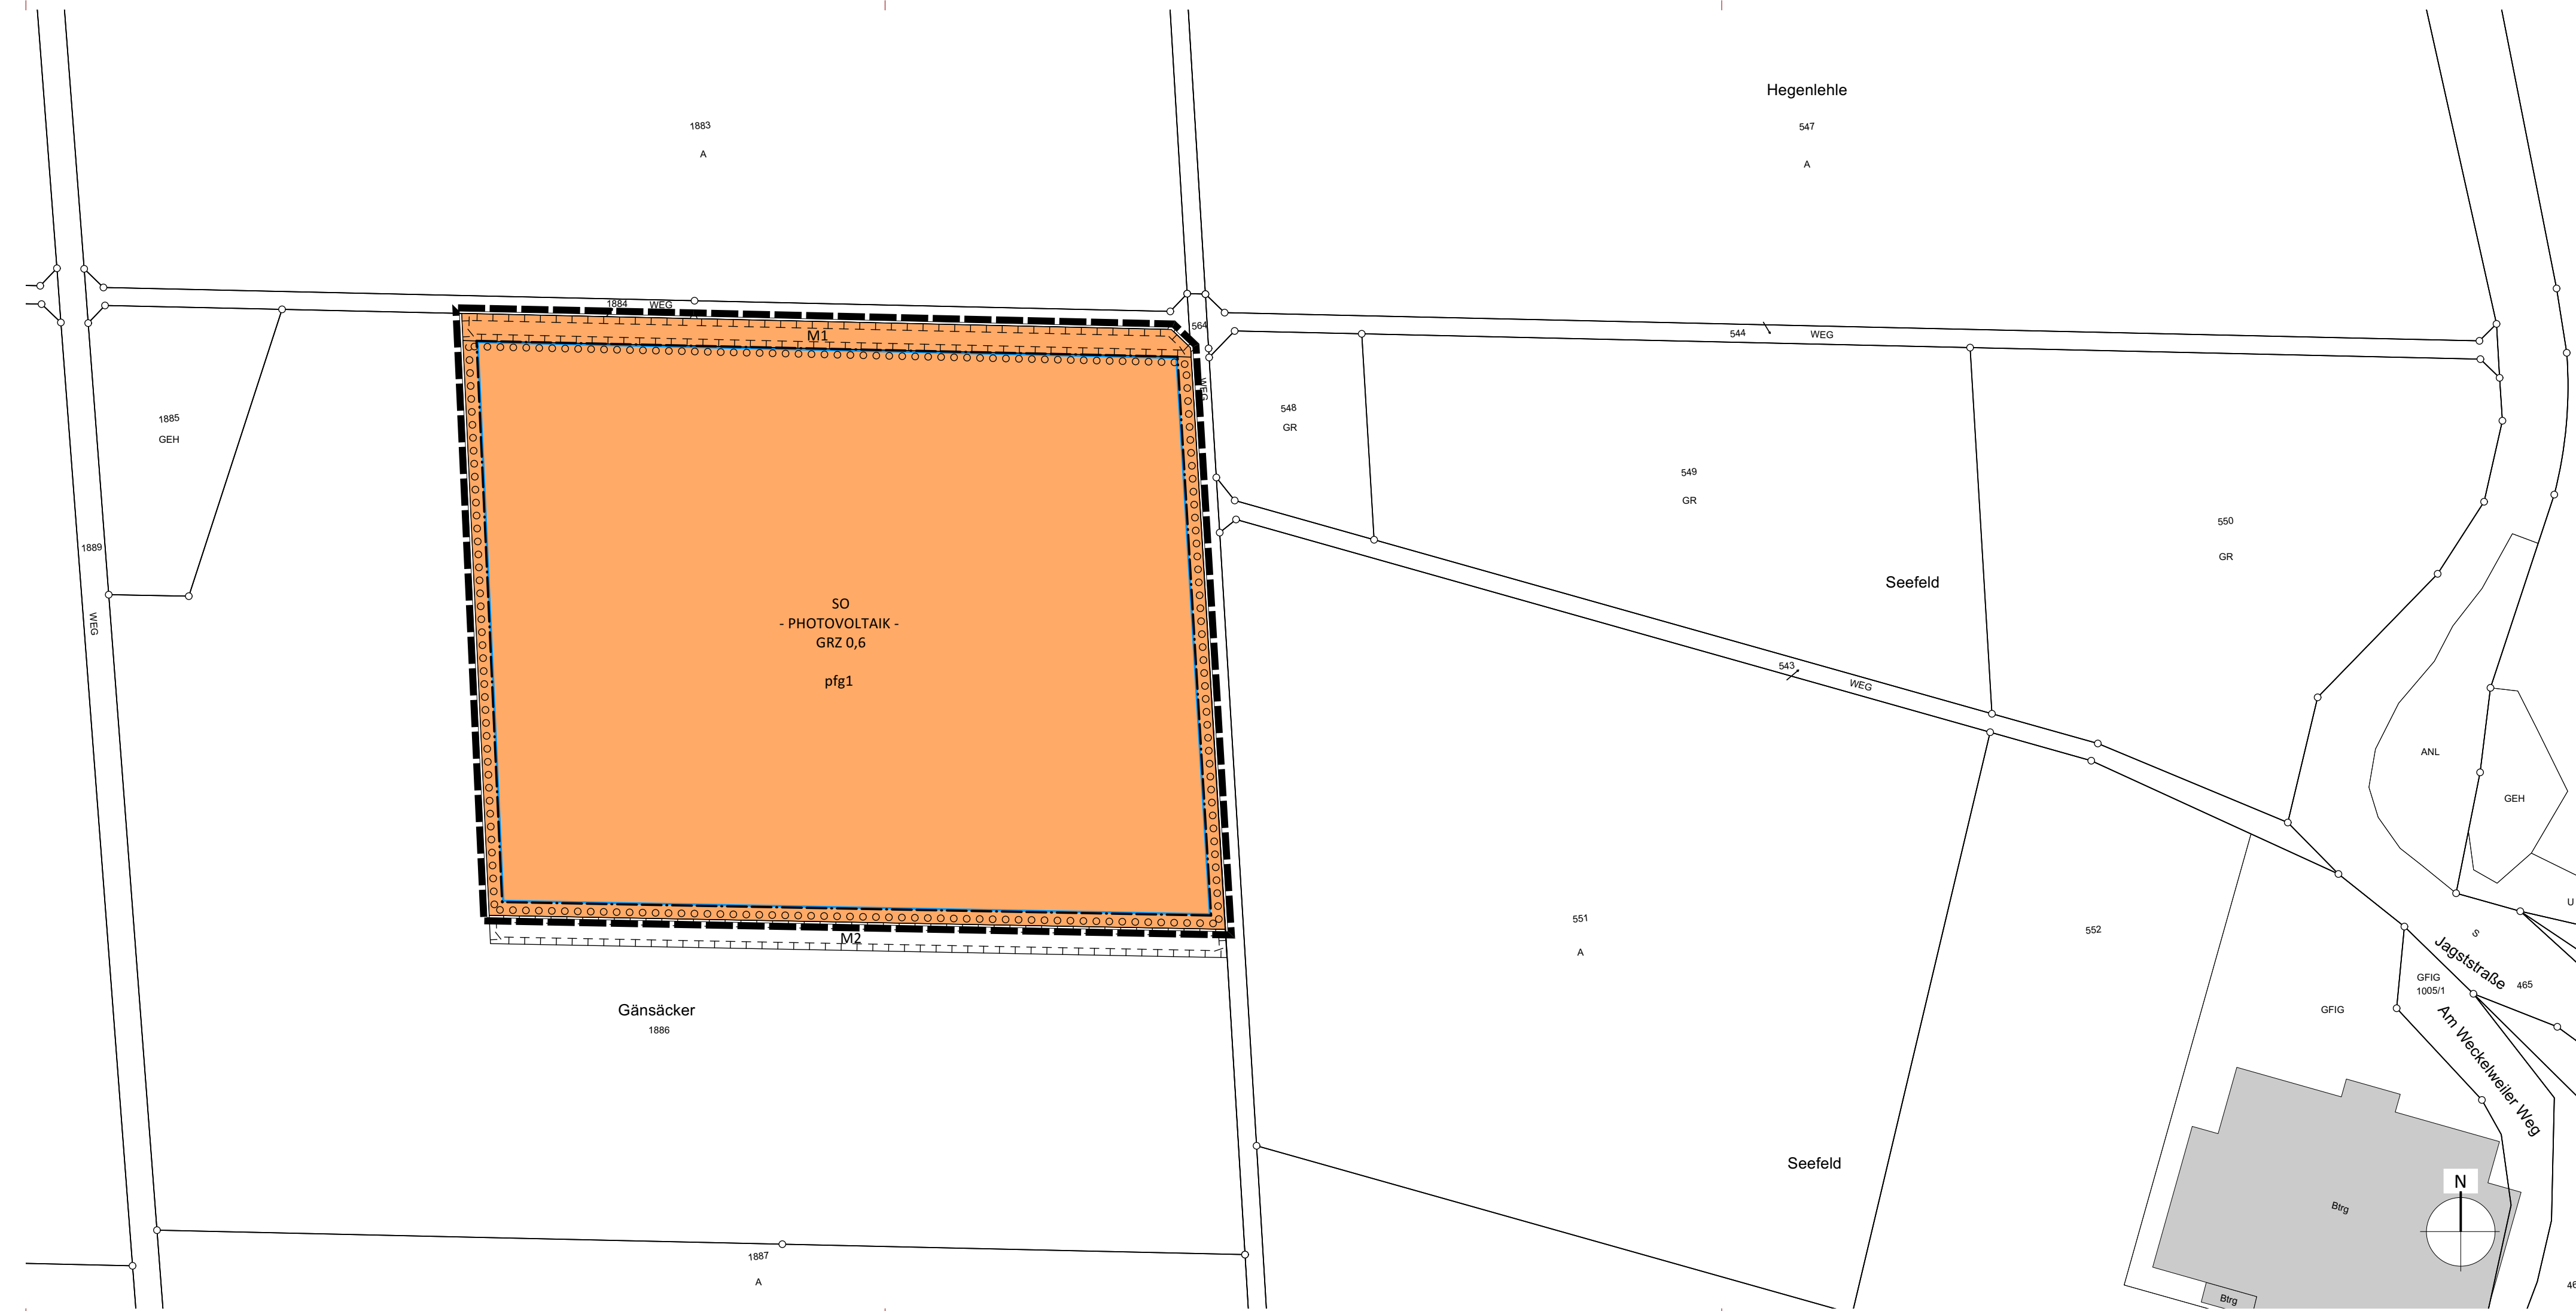 Hegenlehle
1883
547
A
A
1884
WEG
564
M1
544
WEG
WEG
1885
GEH
548
GR
549
GR
550
GR
1889
WEG
Seefeld
SO
- PHOTOVOLTAIK -
GRZ 0,6
pfg1
543
WEG
ANL
GEH
U
M2
551
A
552
S
Jagststraße
465
GFIG
1005/1
GFIG
Am Weckelweiler Weg
Gänsäcker
1886
Seefeld
N
Btrg
1887
A
46
Btrg